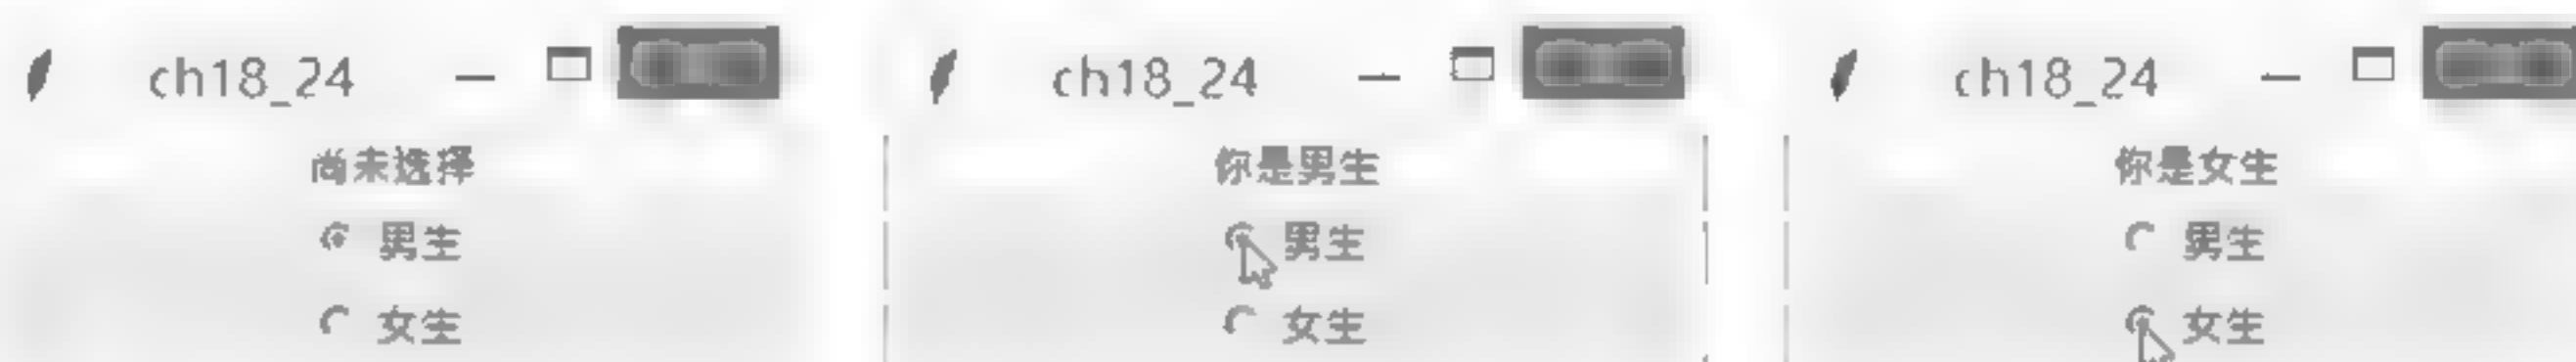 ch18_24
尚未选择
男生
女生
ch18_24
你是男生
男生
女生
ch18_24
你是女生
男生
女生